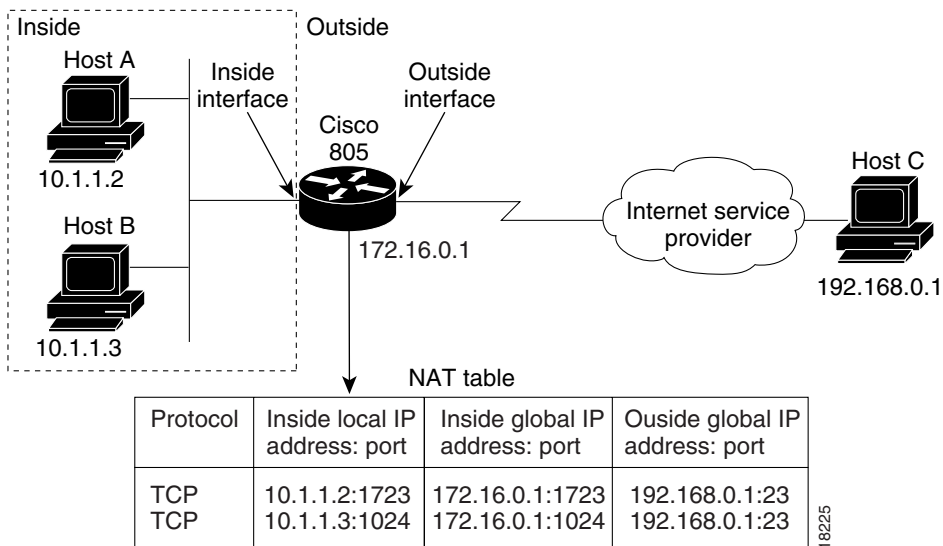 Inside
Outside
Host A
Inside
interface
Outside
interface
Cisco
805
10.1.1.2
Host B
10.1.1.3
172.16.0.1
Internet service
provider
Host C
192.168.0.1
NAT table
Protocol
Inside local IP
address: port
Inside global IP
address: port
Ouside global IP
address: port
TCP 10.1.1.2:1723 172.16.0.1:1723 192.168.0.1:23
TCP 10.1.1.3:1024 172.16.0.1:1024 192.168.0.1:23
18225